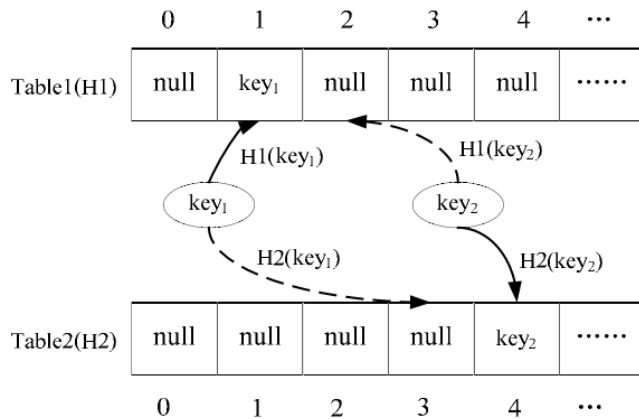 0 1 2 3 4 ...
Table1(H1) null key₁ null null null ......
H1(key₁) H1(key₂)
key₁ key₂
H2(key₁) H2(key₂)
Table2(H2) null null null null key₂ ......
0 1 2 3 4 ...